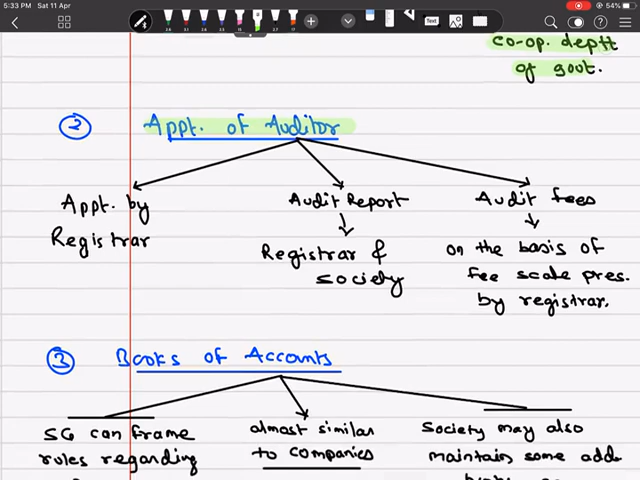 5:33 PM Sat 11 Apr
54%
Text
co-op. deptt
of govt.
② Appt. of Auditor
Appt. by
Registrar
Audit Report
Registrar &
society
Audit fees
on the basis of
fee scale pres.
by registrar.
③ Books of Accounts
SG can frame
rules regarding
almost similar
to companies
Society may also
maintain some add.